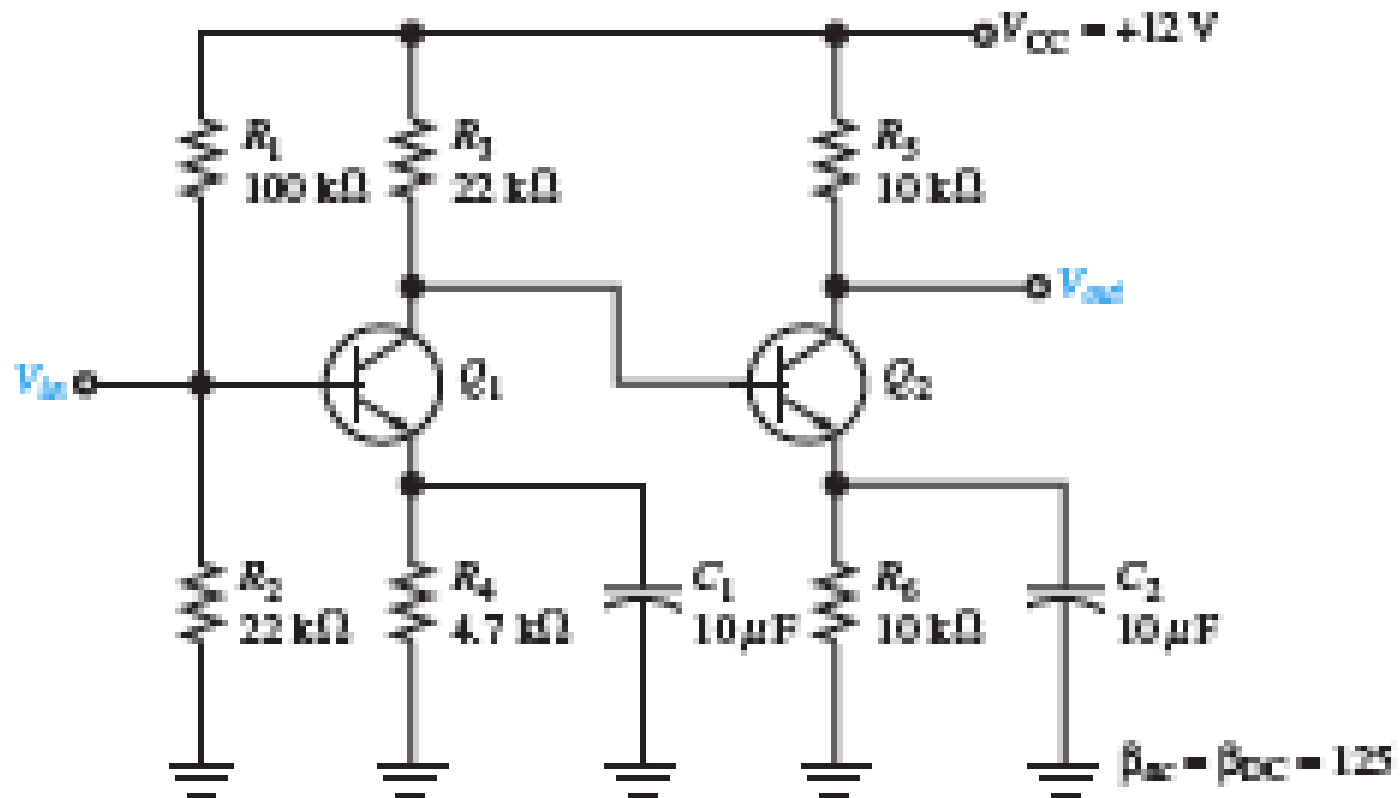 V_CC = +12 V
R1
100 kΩ
R3
22 kΩ
R5
10 kΩ
Vout
Vin
Q1
Q2
R2
22 kΩ
R4
4.7 kΩ
C1
10 μF
R6
10 kΩ
C2
10 μF
βac = βDC = 125